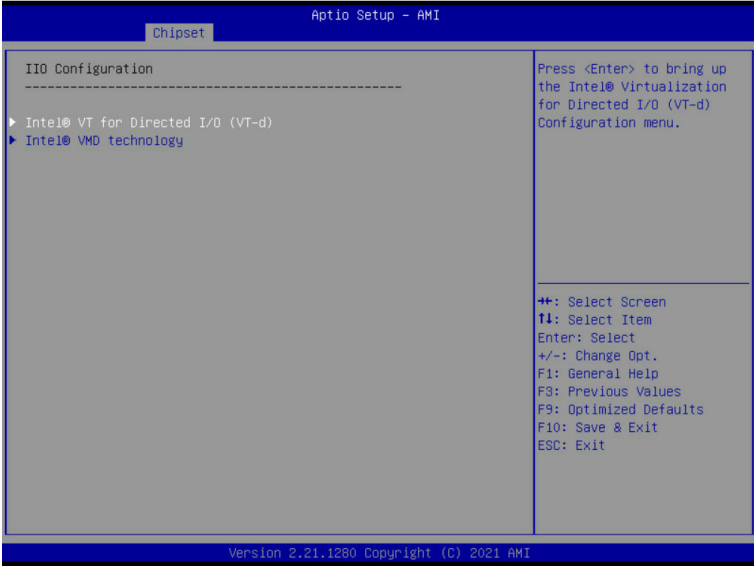 Aptio Setup - AMI
Chipset
IIO Configuration
------------------------------------------------
Intel® VT for Directed I/O (VT-d)
Intel® VMD technology
Press <Enter> to bring up
the Intel® Virtualization
for Directed I/O (VT-d)
Configuration menu.
→←: Select Screen
↑↓: Select Item
Enter: Select
+/-: Change Opt.
F1: General Help
F3: Previous Values
F9: Optimized Defaults
F10: Save & Exit
ESC: Exit
Version 2.21.1280 Copyright (C) 2021 AMI